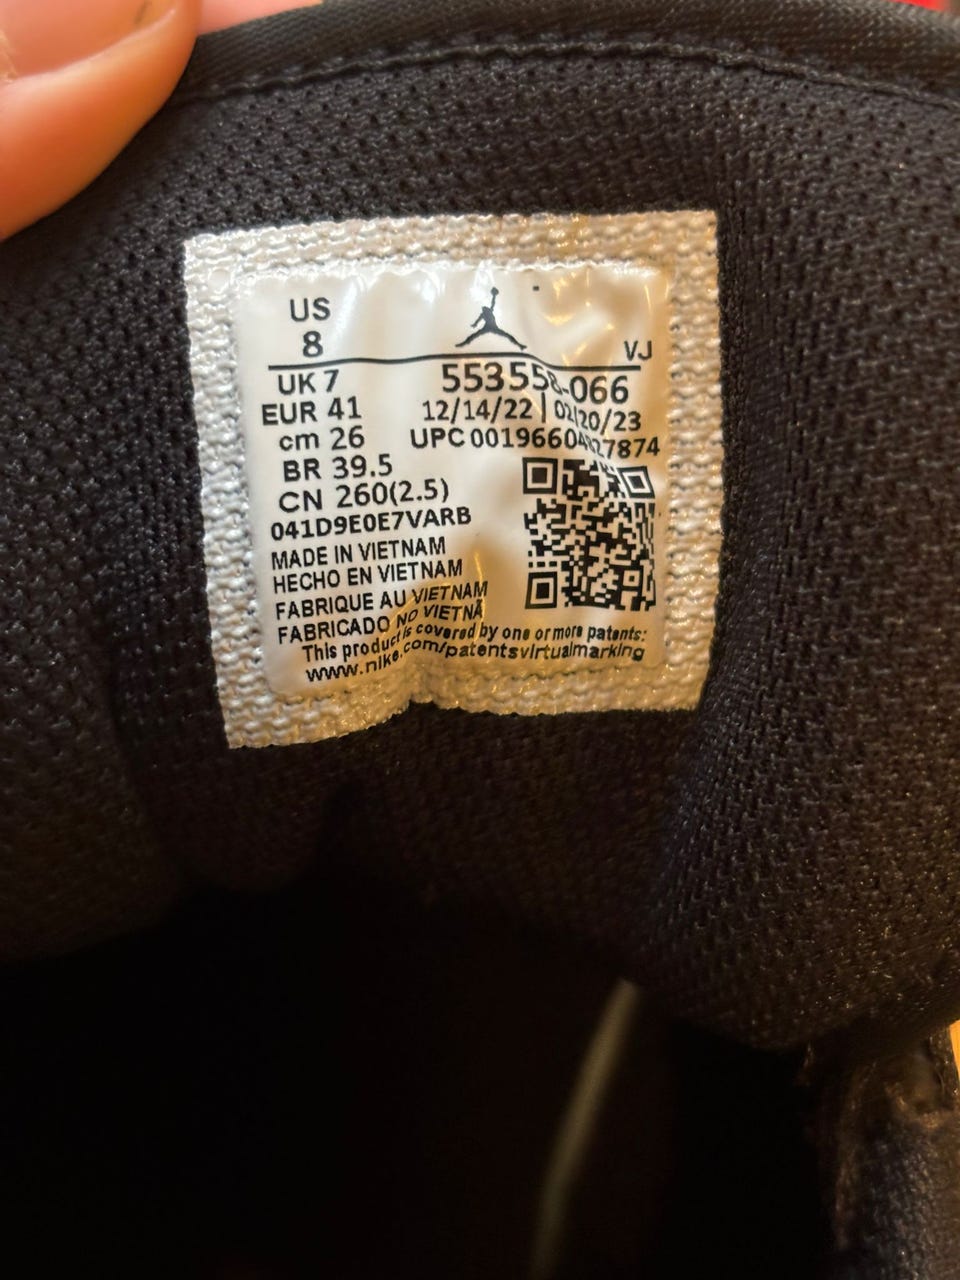 US
8
VJ
UK 7
553558-066
EUR 41
12/14/22 | 02/20/23
cm 26
UPC 00196604827874
BR 39.5
CN 260(2.5)
041D9E0E7VARB
MADE IN VIETNAM
HECHO EN VIETNAM
FABRIQUE AU VIETNAM
FABRICADO NO VIETNÃ
This product is covered by one or more patents:
www.nike.com/patentsvirtualmarking